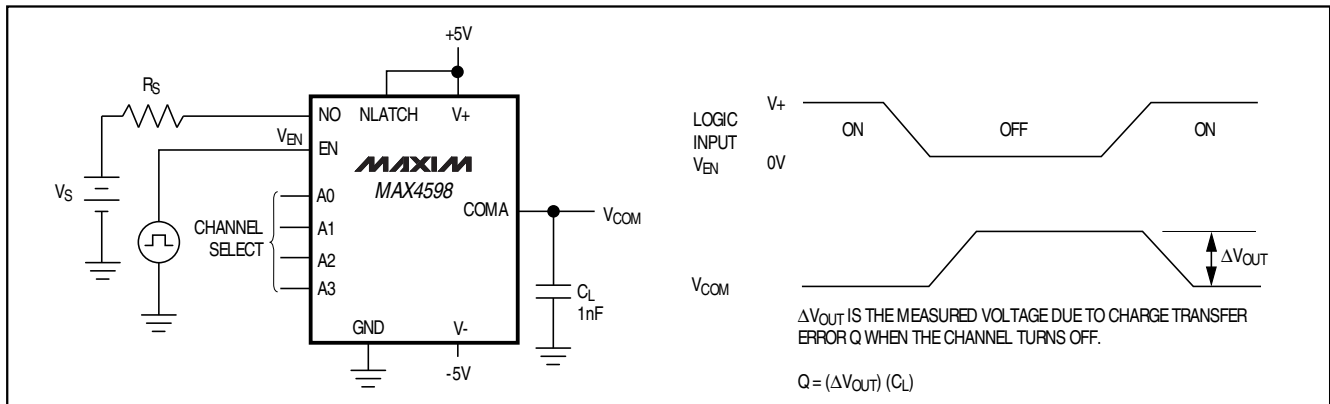 +5V
RS
NO NLATCH V+
VEN
EN
MAXIM
MAX4598
VS
A0
COMA
VCOM
CHANNEL
SELECT
A1
A2
A3
CL
1nF
GND V-
-5V
LOGIC
INPUT
VEN
V+
0V
ON OFF ON
VCOM
ΔVOUT
ΔVOUT IS THE MEASURED VOLTAGE DUE TO CHARGE TRANSFER
ERROR Q WHEN THE CHANNEL TURNS OFF.
Q = (ΔVOUT) (CL)